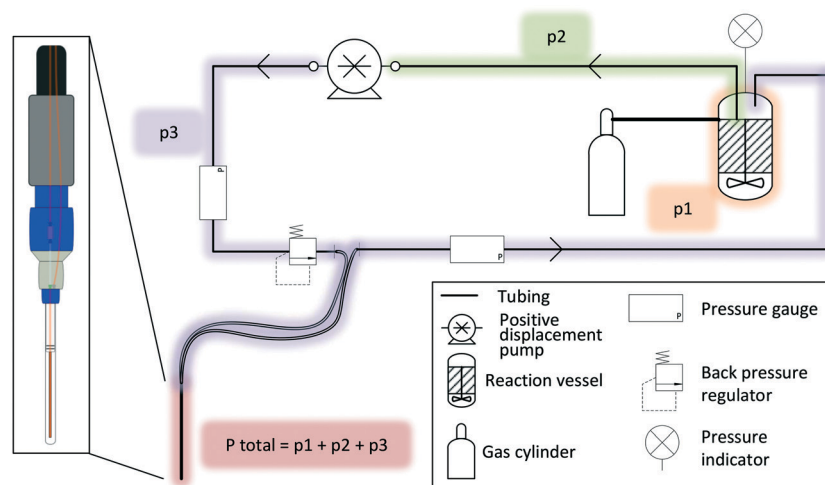 p2
p3
p1
P
P
Tubing
Positive
displacement
pump
Reaction vessel
Gas cylinder
P
Pressure gauge
Back pressure
regulator
Pressure
indicator
P total = p1 + p2 + p3